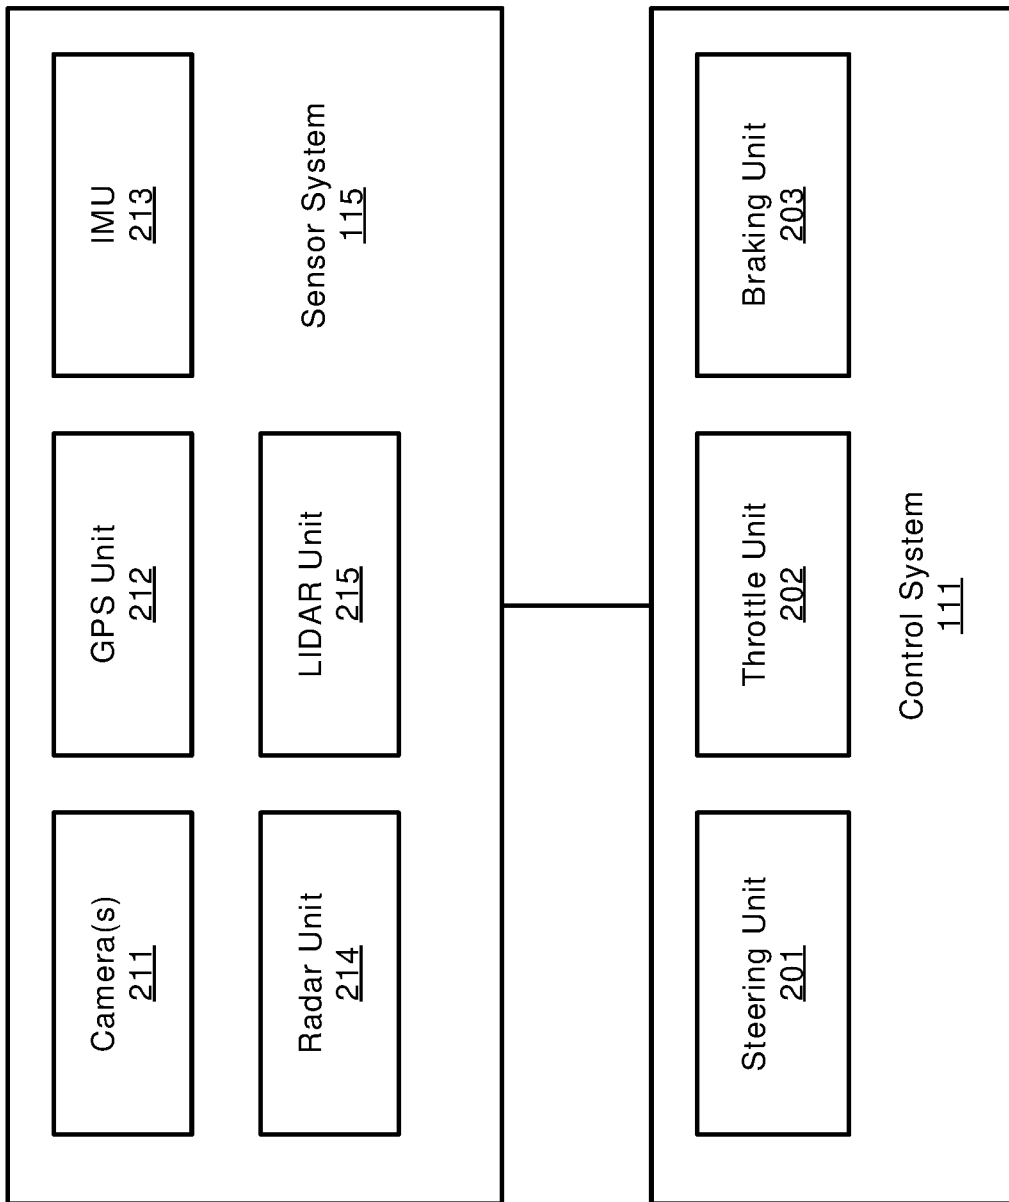 Camera(s)
211
GPS Unit
212
IMU
213
Radar Unit
214
LIDAR Unit
215
Sensor System
115
Steering Unit
201
Throttle Unit
202
Braking Unit
203
Control System
111